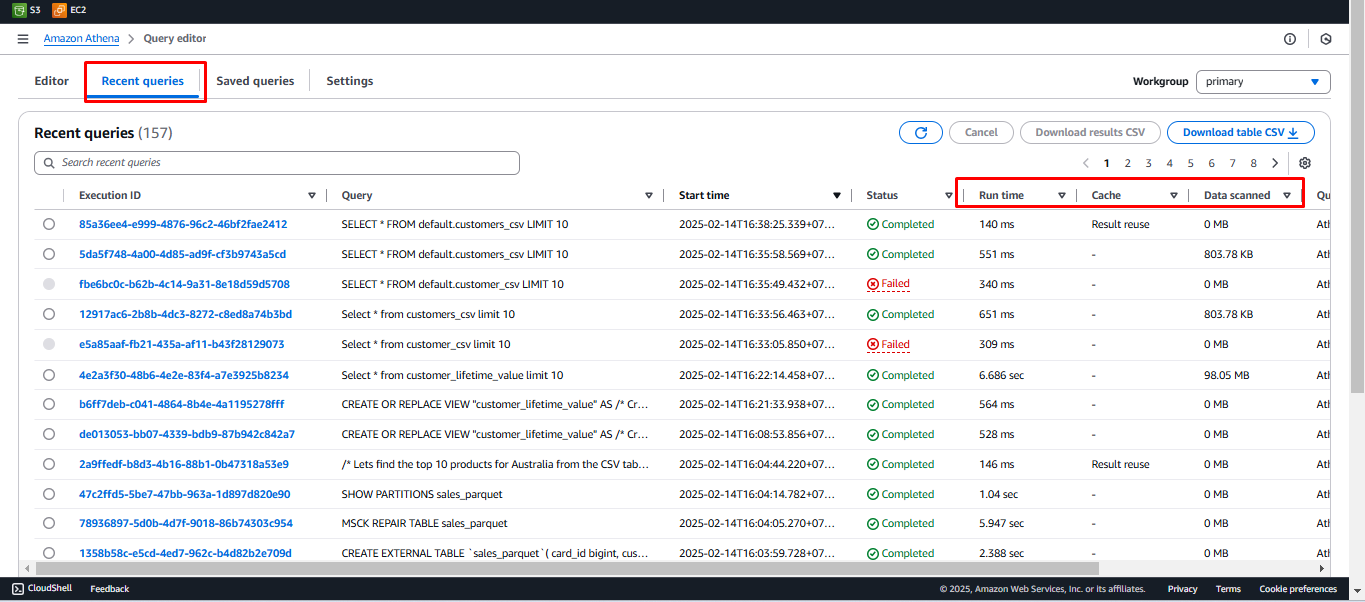 S3 EC2
Amazon Athena > Query editor
Editor Recent queries Saved queries Settings Workgroup primary
Recent queries (157) Cancel Download results CSV Download table CSV
Search recent queries 1 2 3 4 5 6 7 8
Execution ID Query Start time Status Run time Cache Data scanned Qu
85a36ee4-e999-4876-96c2-46bf2fae2412 SELECT * FROM default.customers_csv LIMIT 10 2025-02-14T16:38:25.339+07... Completed 140 ms Result reuse 0 MB Atl
5da5f748-4a00-4d85-ad9f-cf3b9743a5cd SELECT * FROM default.customers_csv LIMIT 10 2025-02-14T16:35:58.569+07... Completed 551 ms - 803.78 KB Atl
fbe6bc0c-b62b-4c14-9a31-8e18d59d5708 SELECT * FROM default.customer_csv LIMIT 10 2025-02-14T16:35:49.432+07... Failed 340 ms - 0 MB Atl
12917ac6-2b8b-4dc3-8272-c8ed8a74b3bd Select * from customers_csv limit 10 2025-02-14T16:33:56.463+07... Completed 651 ms - 803.78 KB Atl
e5a85aaf-fb21-435a-af11-b43f28129073 Select * from customer_csv limit 10 2025-02-14T16:33:05.850+07... Failed 309 ms - 0 MB Atl
4e2a3f30-48b6-4e2e-83f4-a7e3925b8234 Select * from customer_lifetime_value limit 10 2025-02-14T16:22:14.458+07... Completed 6.686 sec - 98.05 MB Atl
b6ff7deb-c041-4864-8b4e-4a1195278fff CREATE OR REPLACE VIEW "customer_lifetime_value" AS /* Cr... 2025-02-14T16:21:33.938+07... Completed 564 ms - 0 MB Atl
de013053-bb07-4339-bdb9-87b942c842a7 CREATE OR REPLACE VIEW "customer_lifetime_value" AS /* Cr... 2025-02-14T16:08:53.856+07... Completed 528 ms - 0 MB Atl
2a9ffedf-b8d3-4b16-88b1-0b47318a53e9 /* Lets find the top 10 products for Australia from the CSV tab... 2025-02-14T16:04:44.220+07... Completed 146 ms Result reuse 0 MB Atl
47c2ffd5-5be7-47bb-963a-1d897d820e90 SHOW PARTITIONS sales_parquet 2025-02-14T16:04:14.782+07... Completed 1.04 sec - 0 MB Atl
78936897-5d0b-4d7f-9018-86b74303c954 MSCK REPAIR TABLE sales_parquet 2025-02-14T16:04:05.270+07... Completed 5.947 sec - 0 MB Atl
1358b58c-e5cd-4ed7-962c-b4d82b2e709d CREATE EXTERNAL TABLE `sales_parquet`( card_id bigint, cus... 2025-02-14T16:03:59.728+07... Completed 2.388 sec - 0 MB Atl
CloudShell Feedback © 2025, Amazon Web Services, Inc. or its affiliates. Privacy Terms Cookie preferences